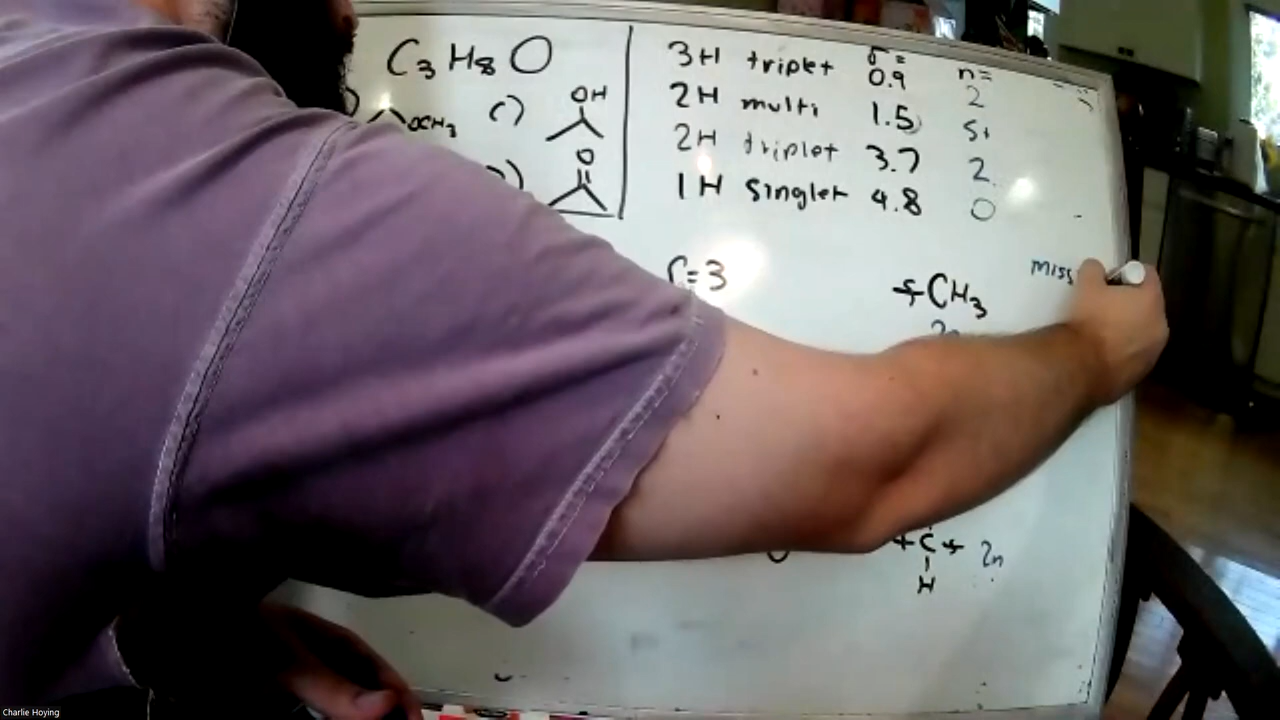 C3H8O
3H triplet δ= 0.9 n= 2
OH
OCH3 c)
2H multi 1.5 5+
O
2H triplet 3.7 2
1H singlet 4.8 0
C=3
CH3
miss
C 2n
H
Charlie Hoying